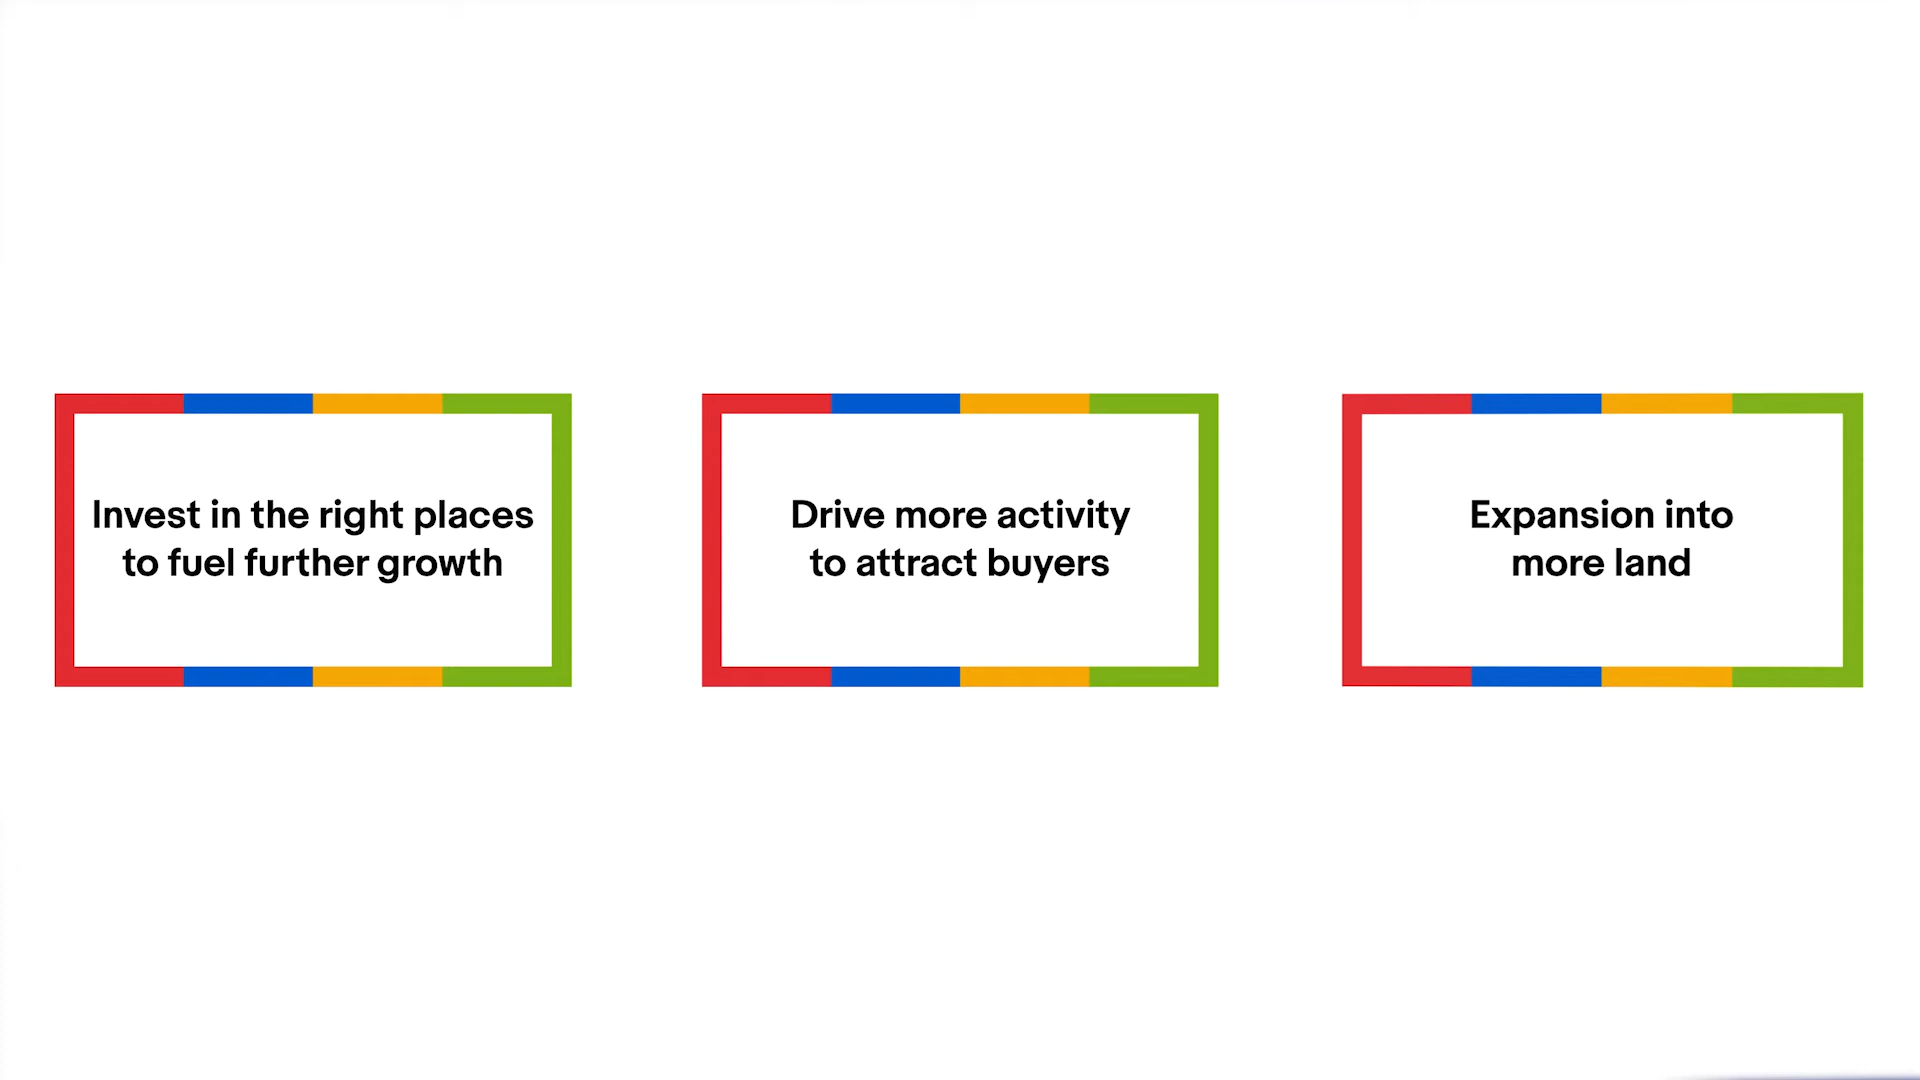 Invest in the right places
to fuel further growth
Drive more activity
to attract buyers
Expansion into
more land